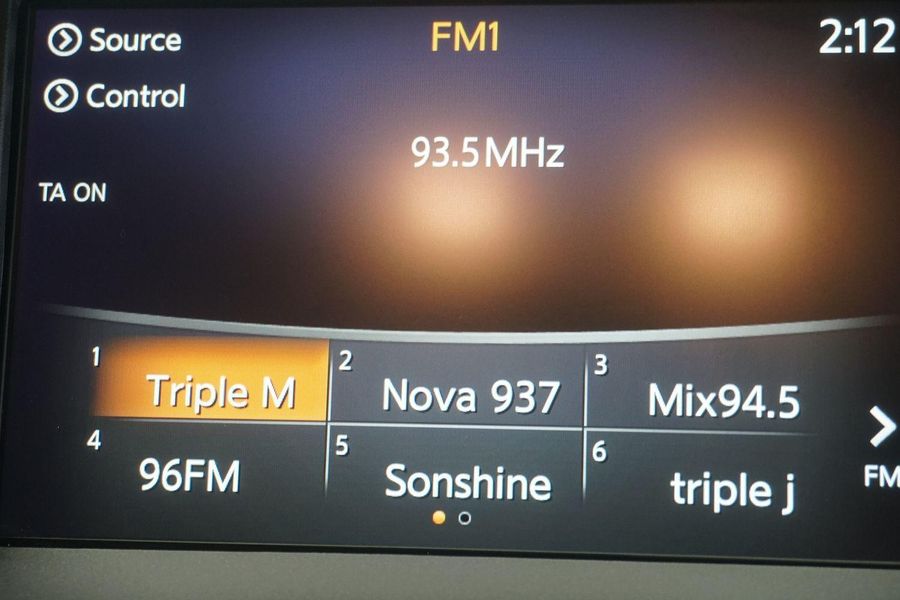 Source
FM1
2:12
Control
93.5MHz
TA ON
1 Triple M
2 Nova 937
3 Mix94.5
4 96FM
5 Sonshine
6 triple j
FM